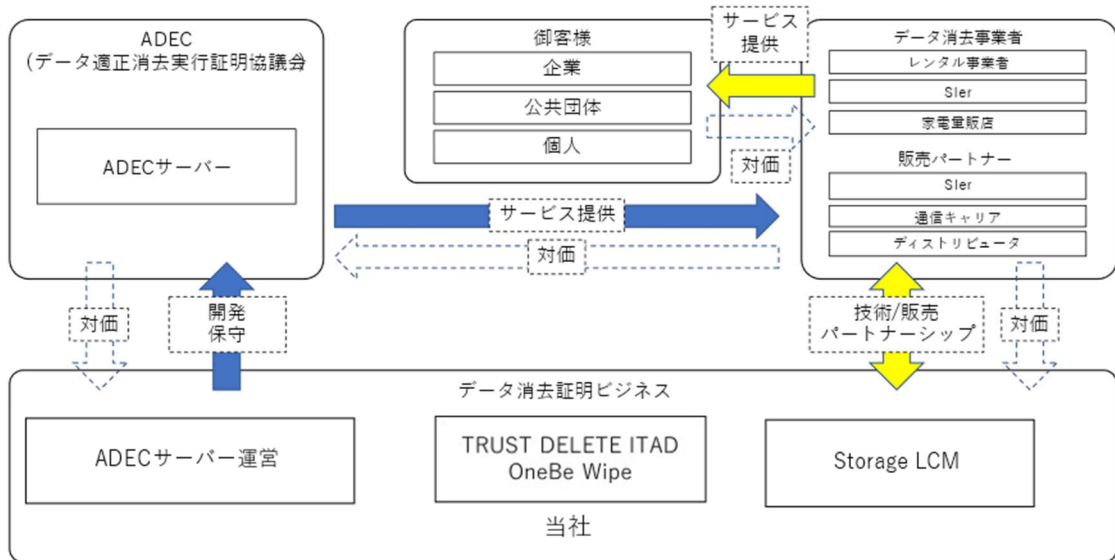 ADEC
(データ適正消去実行証明協議会)
ADECサーバー
御客様
企業
公共団体
個人
サービス
提供
対価
データ消去事業者
レンタル事業者
SIer
家電量販店
販売パートナー
SIer
通信キャリア
ディストリビュータ
サービス提供
対価
対価
開発
保守
技術/販売
パートナーシップ
対価
データ消去証明ビジネス
ADECサーバー運営
TRUST DELETE ITAD
OneBe Wipe
Storage LCM
当社